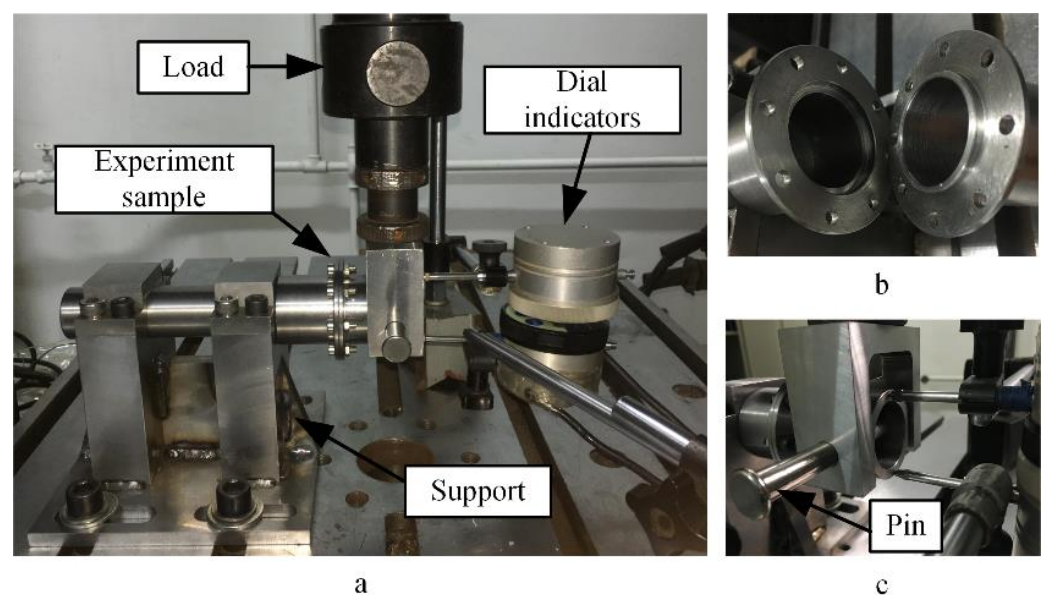 Load
Dial
indicators
Experiment
sample
Support
a
b
Pin
c